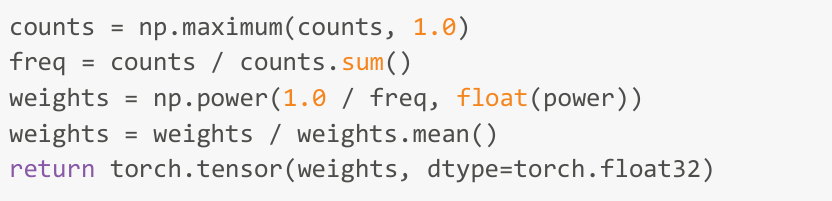 counts = np.maximum(counts, 1.0)
freq = counts / counts.sum()
weights = np.power(1.0 / freq, float(power))
weights = weights / weights.mean()
return torch.tensor(weights, dtype=torch.float32)